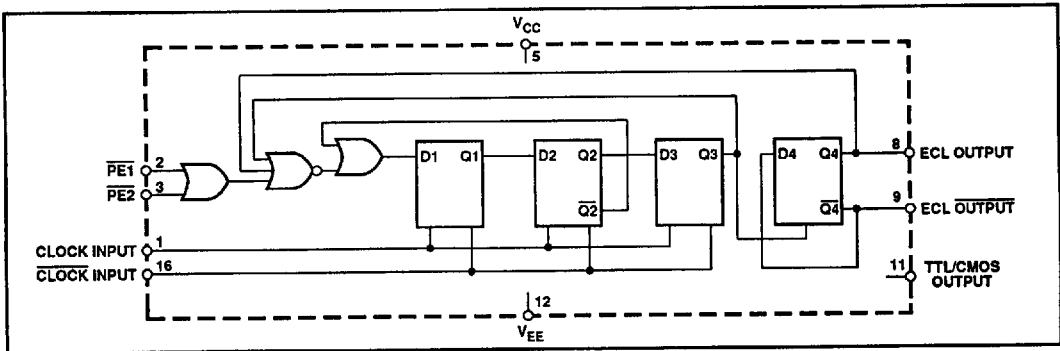 VCC
5
D1 Q1
D2 Q2
Q2
D3 Q3
D4 Q4
Q4
PE1 2
PE2 3
CLOCK INPUT 1
CLOCK INPUT 16
8 ECL OUTPUT
9 ECL OUTPUT
11 TTL/CMOS
OUTPUT
12
VEE